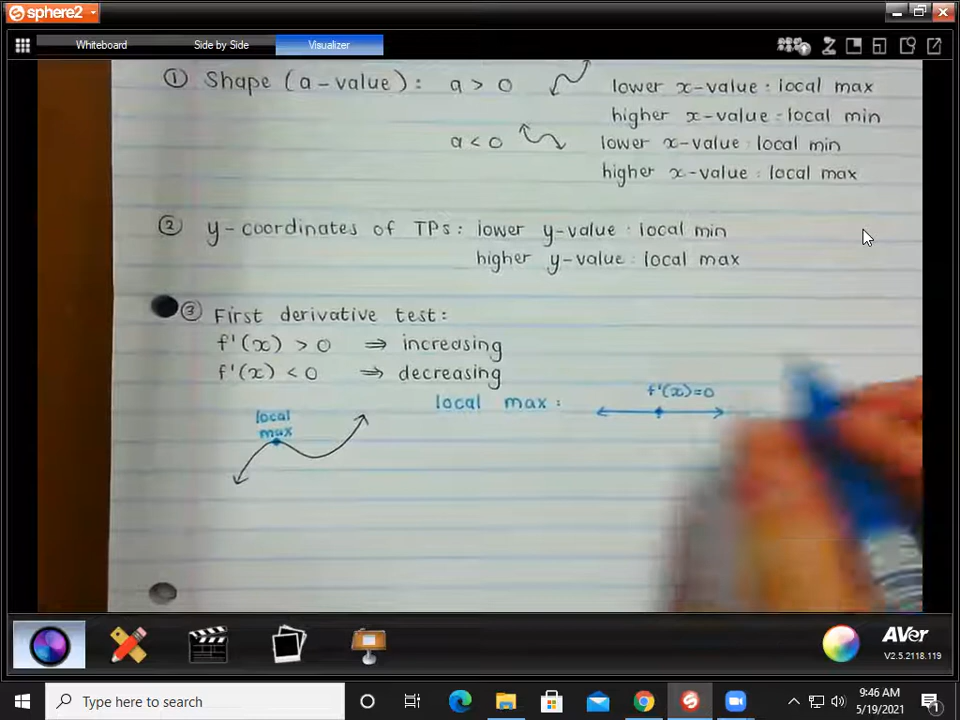 sphere2
Whiteboard Side by Side Visualizer
① Shape (a-value): a > 0 lower x-value : local max
higher x-value : local min
a < 0 lower x-value : local min
higher x-value : local max
② y-coordinates of TPs : lower y-value : local min
higher y-value : local max
③ First derivative test:
f'(x) > 0 ⇒ increasing
f'(x) < 0 ⇒ decreasing
local max : f'(x)=0
local
max
AVer
V2.5.2118.119
Type here to search
9:46 AM
5/19/2021
1